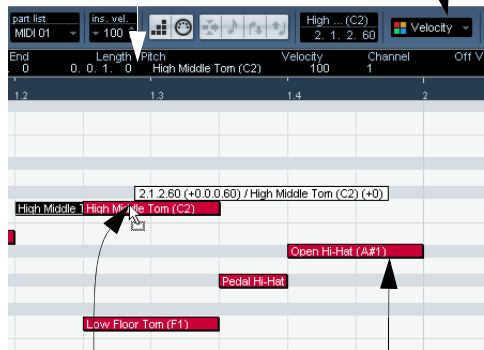 part list ins. vel. High ... (C2)
MIDI 01 100 2. 1. 2. 60 Velocity
End Length Pitch Velocity Channel Off V
. 0 0. 0. 1. 0 High Middle Tom (C2) 100 1
1.2 1.3 1.4 2
2.1.2.60 (+0.0.0.60) / High Middle Tom (C2) (+0)
High Middle T High Middle Tom (C2)
Open Hi-Hat (A#1)
Pedal Hi-Hat
Low Floor Tom (F1)